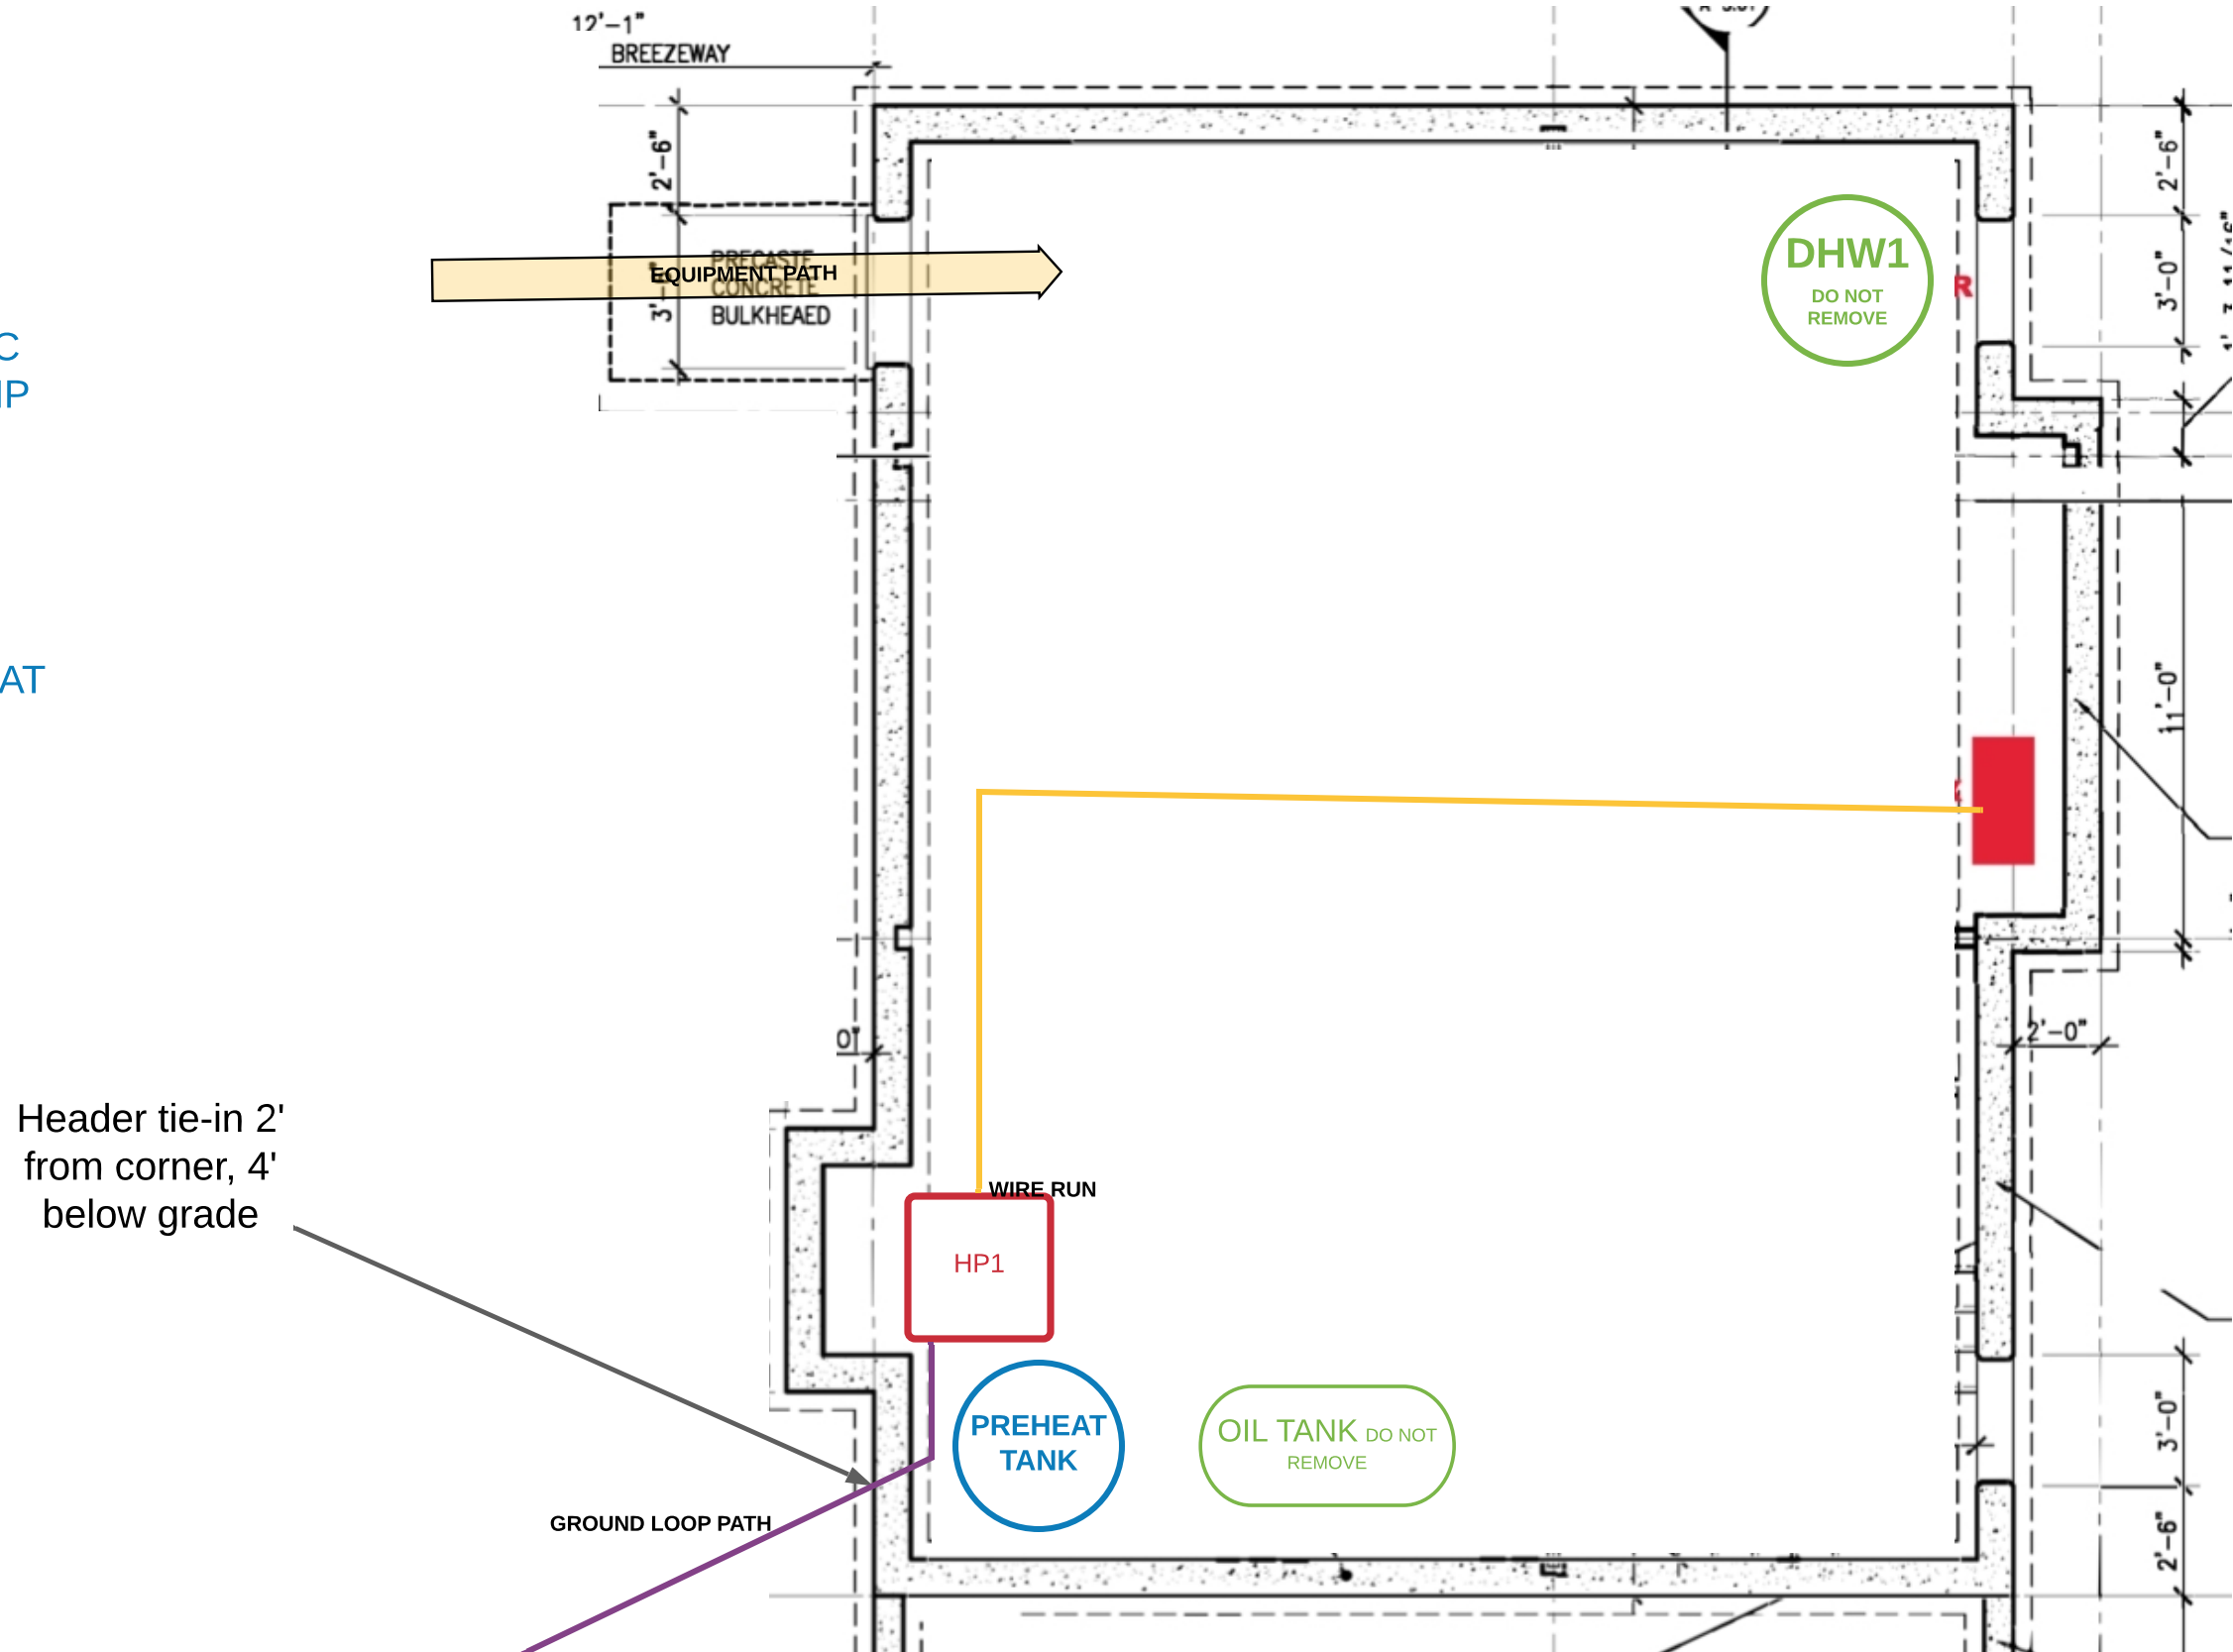 12'-1"
BREEZEWAY
2'-6"
PRECASTE
EQUIPMENT PATH
CONCRETE
BULKHEAED
DHW1
DO NOT
REMOVE
R
2'-6"
3'-0"
C
IP
AT
11'-0"
0"
2'-0"
Header tie-in 2'
from corner, 4'
below grade
WIRE RUN
HP1
PREHEAT
TANK
OIL TANK DO NOT
REMOVE
GROUND LOOP PATH
3'-0"
2'-6"